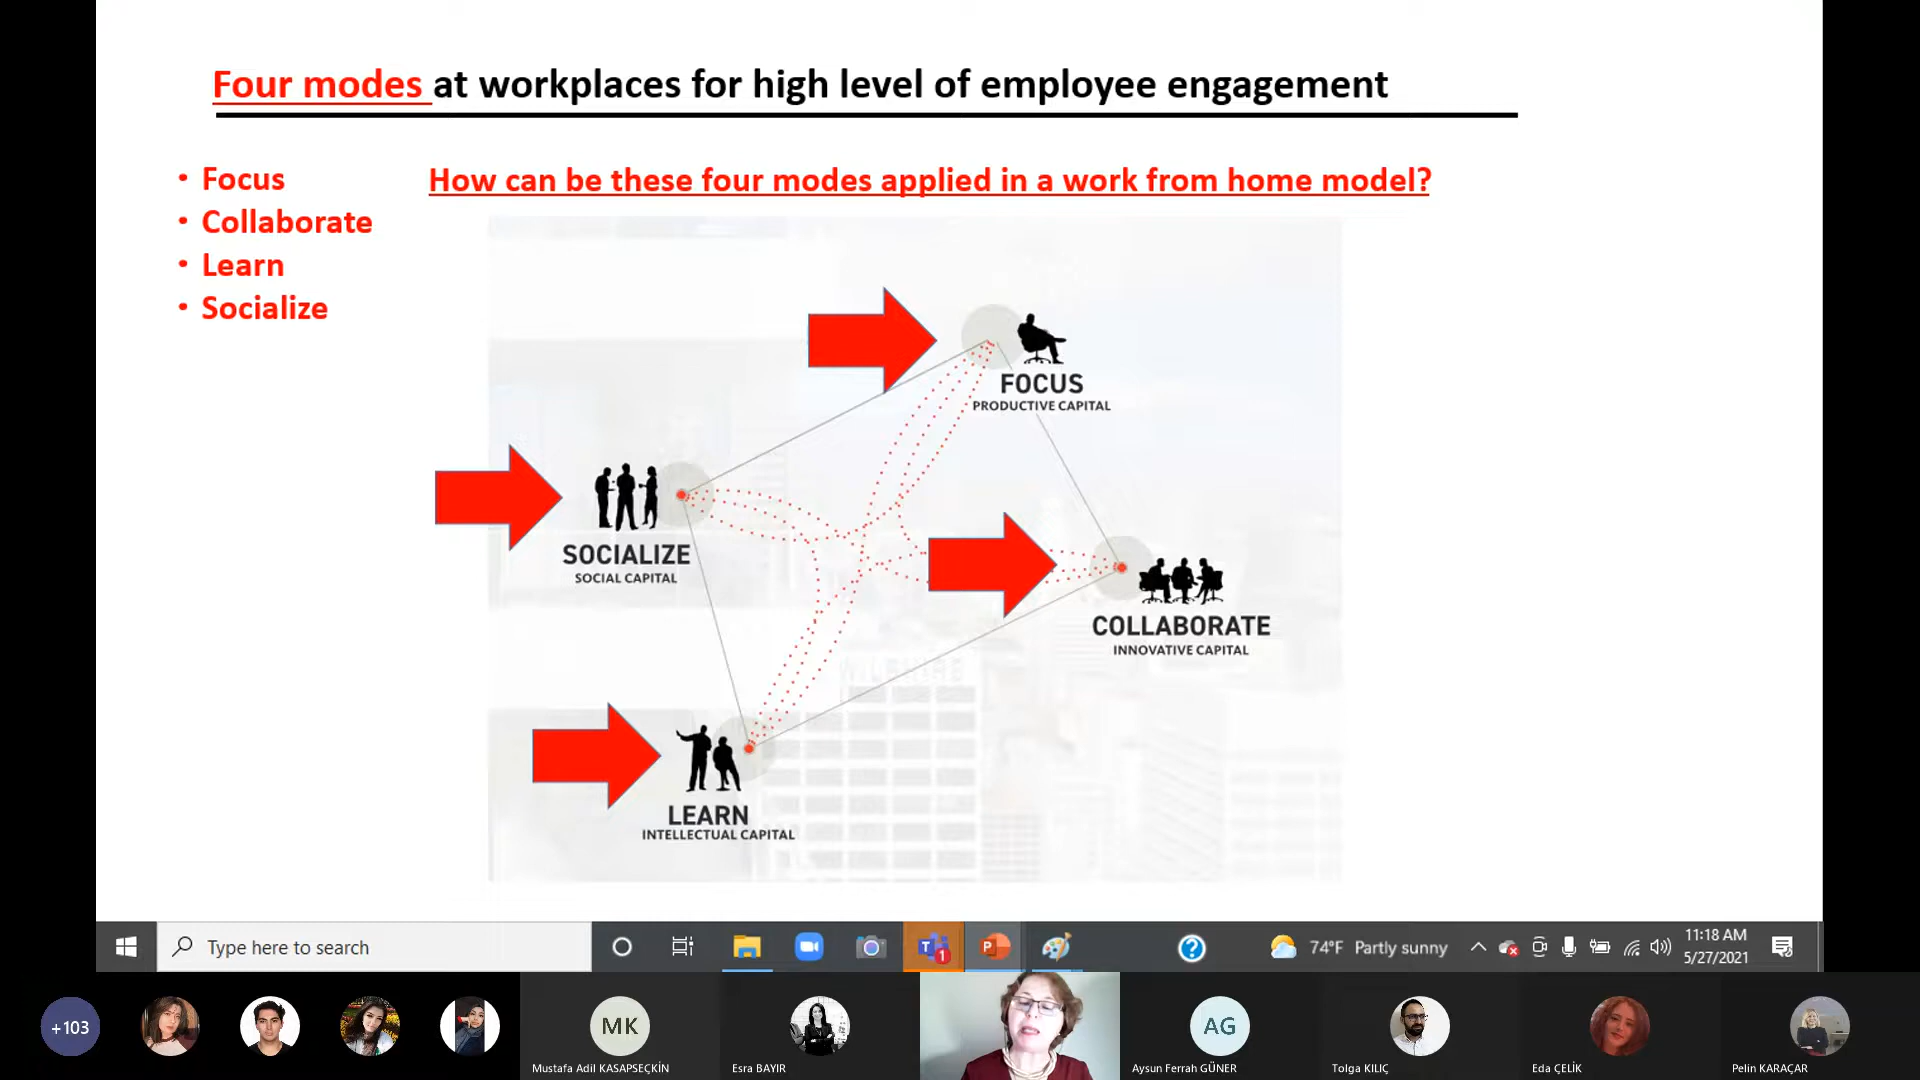 Four modes at workplaces for high level of employee engagement
• Focus
• Collaborate
• Learn
• Socialize
How can be these four modes applied in a work from home model?
FOCUS
PRODUCTIVE CAPITAL
SOCIALIZE
SOCIAL CAPITAL
COLLABORATE
INNOVATIVE CAPITAL
WILSHIRE
LEARN
INTELLECTUAL CAPITAL
Type here to search
T
1
P
?
74°F Partly sunny
11:18 AM
5/27/2021
+103
MK
Mustafa Adil KASAPSEÇKİN
Esra BAYIR
AG
Aysun Ferrah GÜNER
Tolga KILIÇ
Eda ÇELİK
Pelin KARAÇAR